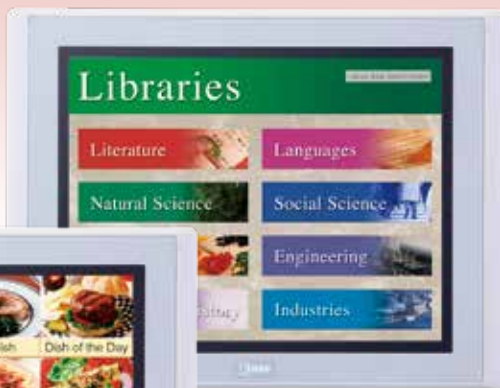 Libraries
Literature
Languages
Natural Science
Social Science
Engineering
Industries
Dish of the Day